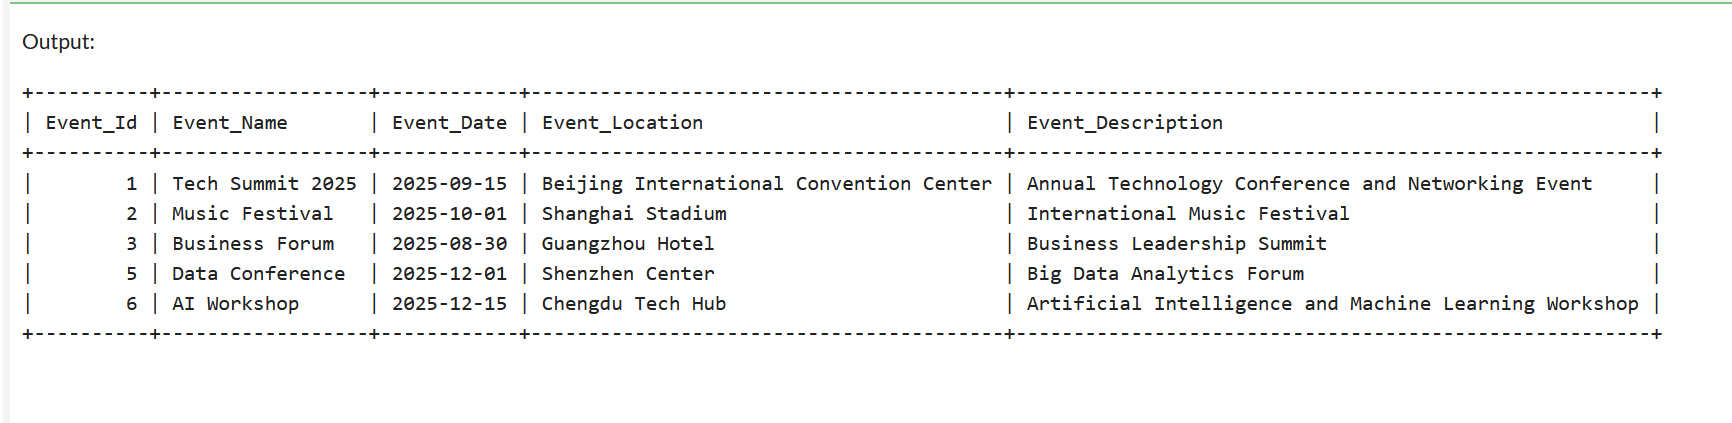 Output:
+----------+------------------+------------+-----------------------------------------+-------------------------------------------------------+
| Event_Id | Event_Name       | Event_Date | Event_Location                          | Event_Description                                     |
+----------+------------------+------------+-----------------------------------------+-------------------------------------------------------+
|        1 | Tech Summit 2025 | 2025-09-15 | Beijing International Convention Center | Annual Technology Conference and Networking Event     |
|        2 | Music Festival   | 2025-10-01 | Shanghai Stadium                        | International Music Festival                          |
|        3 | Business Forum   | 2025-08-30 | Guangzhou Hotel                         | Business Leadership Summit                            |
|        5 | Data Conference  | 2025-12-01 | Shenzhen Center                         | Big Data Analytics Forum                              |
|        6 | AI Workshop      | 2025-12-15 | Chengdu Tech Hub                        | Artificial Intelligence and Machine Learning Workshop |
+----------+------------------+------------+-----------------------------------------+-------------------------------------------------------+